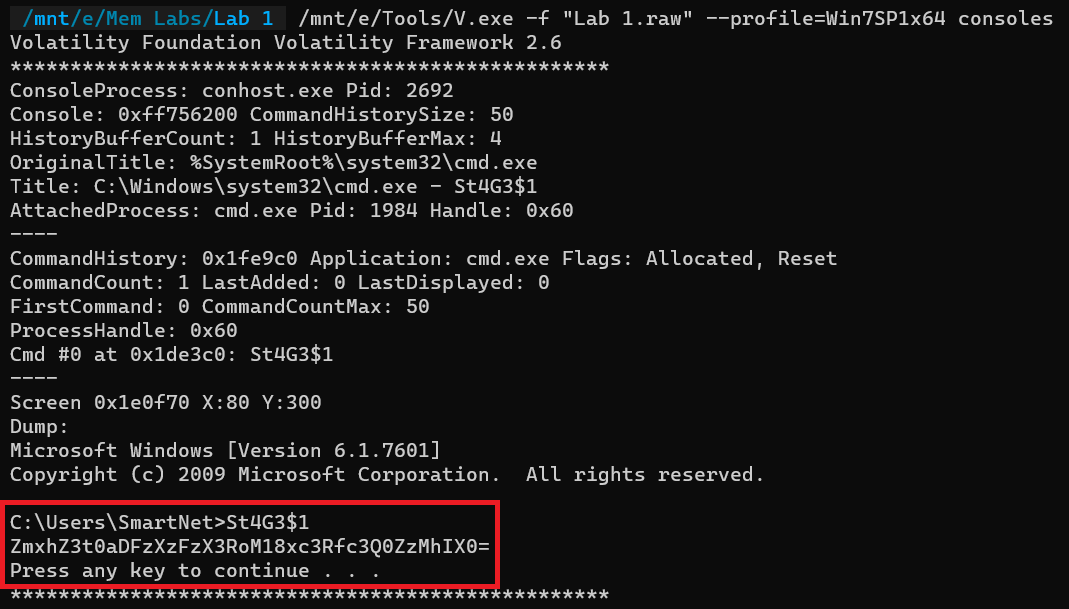 /mnt/e/Mem Labs/Lab 1 /mnt/e/Tools/V.exe -f "Lab 1.raw" --profile=Win7SP1x64 consoles
Volatility Foundation Volatility Framework 2.6
**************************************************
ConsoleProcess: conhost.exe Pid: 2692
Console: 0xff756200 CommandHistorySize: 50
HistoryBufferCount: 1 HistoryBufferMax: 4
OriginalTitle: %SystemRoot%\system32\cmd.exe
Title: C:\Windows\system32\cmd.exe - St4G3$1
AttachedProcess: cmd.exe Pid: 1984 Handle: 0x60
----
CommandHistory: 0x1fe9c0 Application: cmd.exe Flags: Allocated, Reset
CommandCount: 1 LastAdded: 0 LastDisplayed: 0
FirstCommand: 0 CommandCountMax: 50
ProcessHandle: 0x60
Cmd #0 at 0x1de3c0: St4G3$1
----
Screen 0x1e0f70 X:80 Y:300
Dump:
Microsoft Windows [Version 6.1.7601]
Copyright (c) 2009 Microsoft Corporation.  All rights reserved.
C:\Users\SmartNet>St4G3$1
ZmxhZ3t0aDFzXzFzX3RoM18xc3Rfc3Q0ZzMhIX0=
Press any key to continue . . .
**************************************************